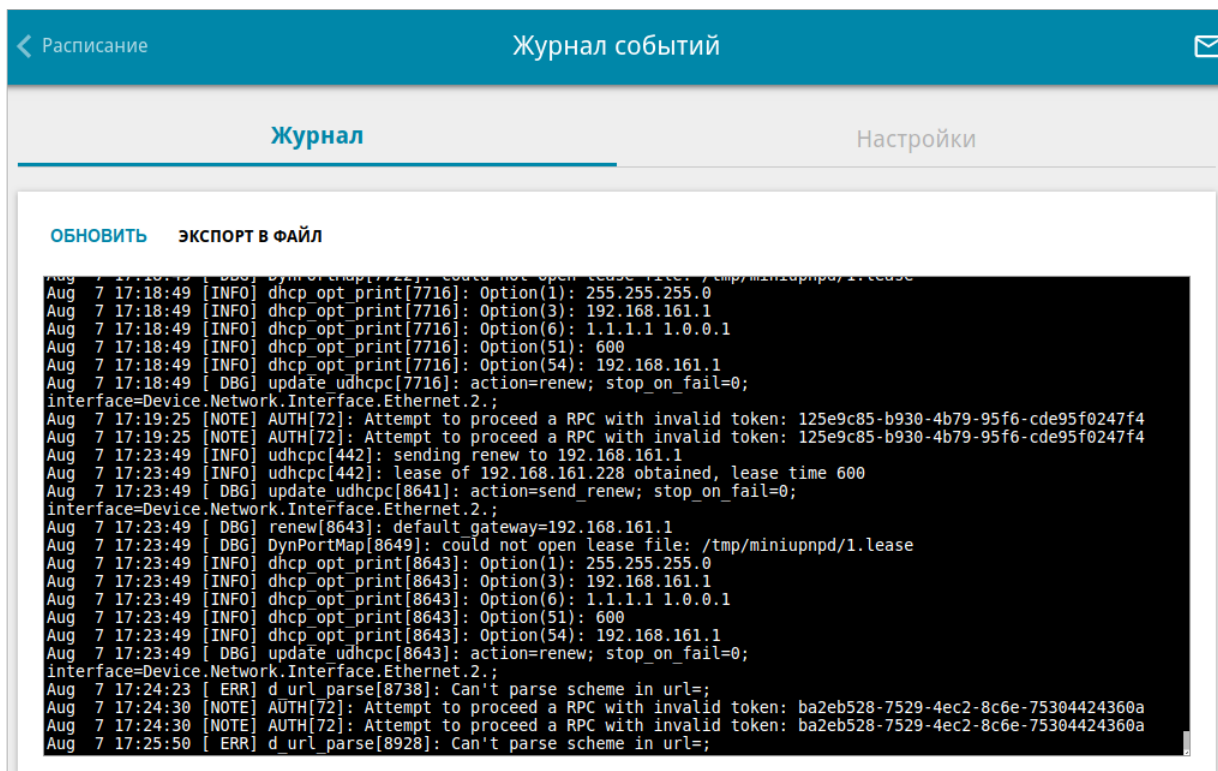 Расписание
Журнал событий
Журнал
Настройки
ОБНОВИТЬ ЭКСПОРТ В ФАЙЛ
Aug  7 17:18:49 [ DBG] DynPortMap[7722]: could not open lease file: /tmp/miniupnpd/1.lease
Aug  7 17:18:49 [INFO] dhcp_opt_print[7716]: Option(1): 255.255.255.0
Aug  7 17:18:49 [INFO] dhcp_opt_print[7716]: Option(3): 192.168.161.1
Aug  7 17:18:49 [INFO] dhcp_opt_print[7716]: Option(6): 1.1.1.1 1.0.0.1
Aug  7 17:18:49 [INFO] dhcp_opt_print[7716]: Option(51): 600
Aug  7 17:18:49 [INFO] dhcp_opt_print[7716]: Option(54): 192.168.161.1
Aug  7 17:18:49 [ DBG] update_udhcpc[7716]: action=renew; stop_on_fail=0;
interface=Device.Network.Interface.Ethernet.2.;
Aug  7 17:19:25 [NOTE] AUTH[72]: Attempt to proceed a RPC with invalid token: 125e9c85-b930-4b79-95f6-cde95f0247f4
Aug  7 17:19:25 [NOTE] AUTH[72]: Attempt to proceed a RPC with invalid token: 125e9c85-b930-4b79-95f6-cde95f0247f4
Aug  7 17:23:49 [INFO] udhcpc[442]: sending renew to 192.168.161.1
Aug  7 17:23:49 [INFO] udhcpc[442]: lease of 192.168.161.228 obtained, lease time 600
Aug  7 17:23:49 [ DBG] update_udhcpc[8641]: action=send_renew; stop_on_fail=0;
interface=Device.Network.Interface.Ethernet.2.;
Aug  7 17:23:49 [ DBG] renew[8643]: default_gateway=192.168.161.1
Aug  7 17:23:49 [ DBG] DynPortMap[8649]: could not open lease file: /tmp/miniupnpd/1.lease
Aug  7 17:23:49 [INFO] dhcp_opt_print[8643]: Option(1): 255.255.255.0
Aug  7 17:23:49 [INFO] dhcp_opt_print[8643]: Option(3): 192.168.161.1
Aug  7 17:23:49 [INFO] dhcp_opt_print[8643]: Option(6): 1.1.1.1 1.0.0.1
Aug  7 17:23:49 [INFO] dhcp_opt_print[8643]: Option(51): 600
Aug  7 17:23:49 [INFO] dhcp_opt_print[8643]: Option(54): 192.168.161.1
Aug  7 17:23:49 [ DBG] update_udhcpc[8643]: action=renew; stop_on_fail=0;
interface=Device.Network.Interface.Ethernet.2.;
Aug  7 17:24:23 [ ERR] d_url_parse[8738]: Can't parse scheme in url=;
Aug  7 17:24:30 [NOTE] AUTH[72]: Attempt to proceed a RPC with invalid token: ba2eb528-7529-4ec2-8c6e-75304424360a
Aug  7 17:24:30 [NOTE] AUTH[72]: Attempt to proceed a RPC with invalid token: ba2eb528-7529-4ec2-8c6e-75304424360a
Aug  7 17:25:50 [ ERR] d_url_parse[8928]: Can't parse scheme in url=;